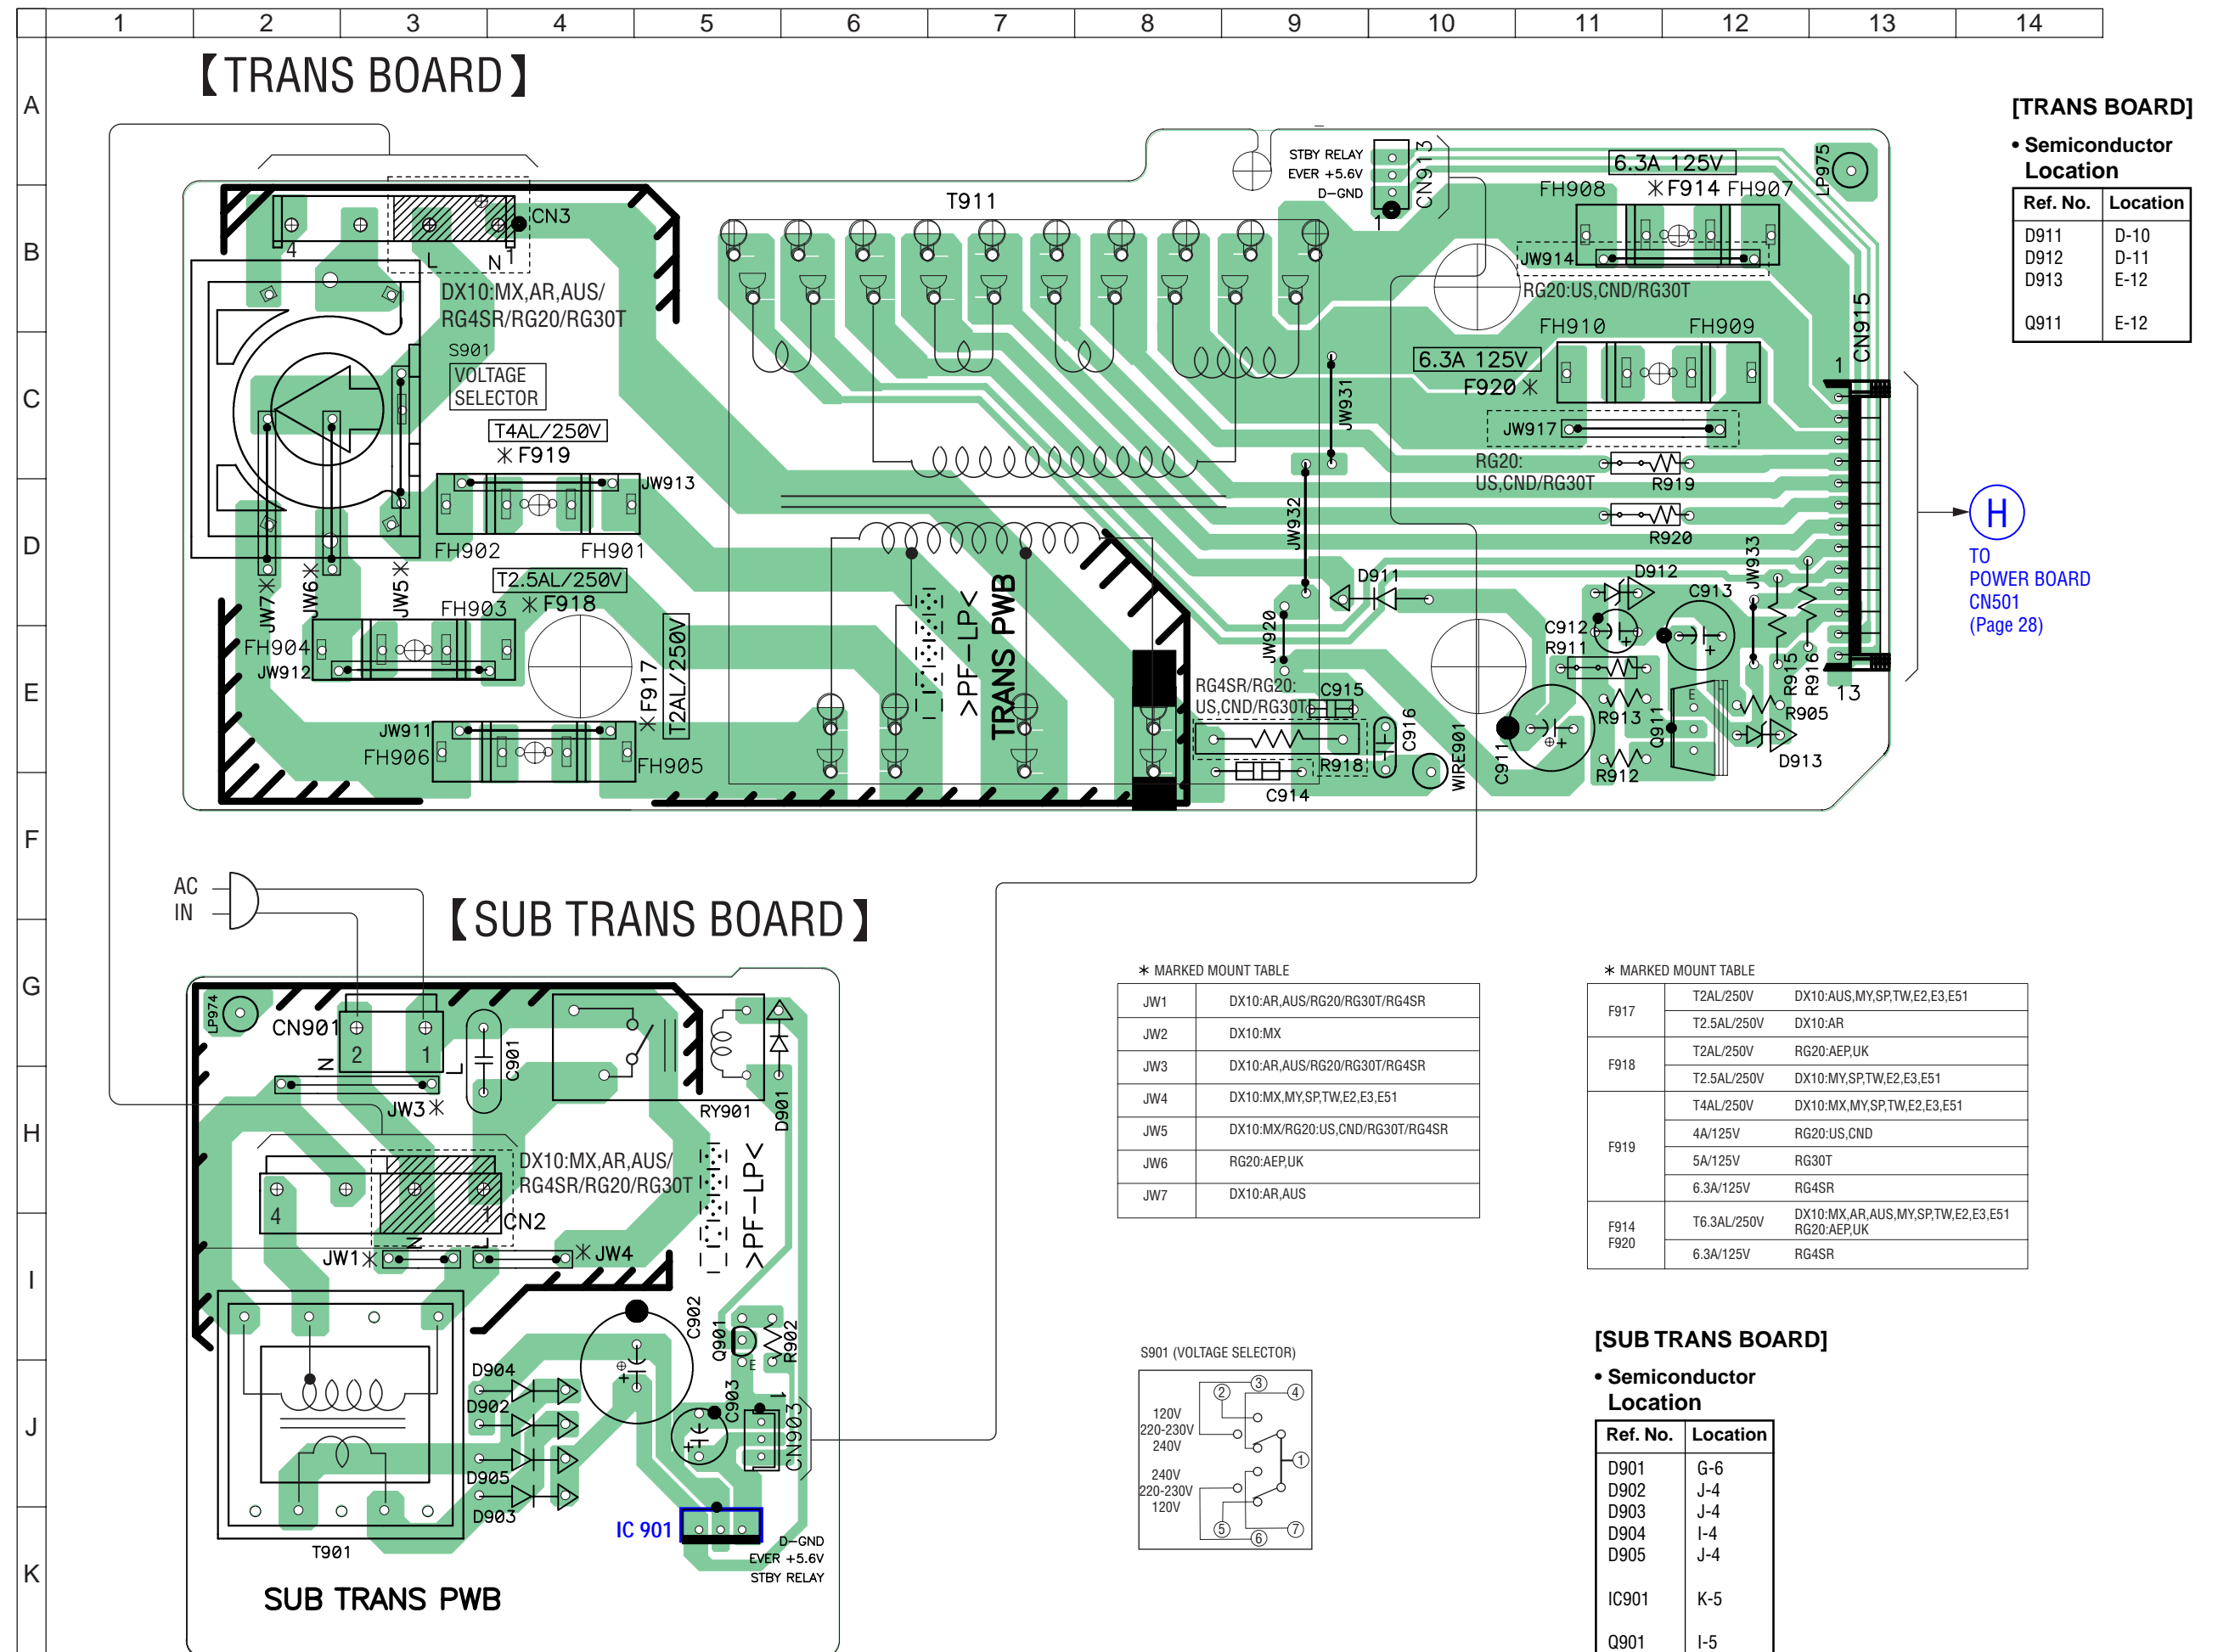 1 2 3 4 5 6 7 8 9 10 11 12 13 14
A
B
C
D
E
F
G
H
I
J
K
【TRANS BOARD】
CN3
4
L
N
1
DX10:MX,AR,AUS/
RG4SR/RG20/RG30T
S901
VOLTAGE
SELECTOR
T4AL/250V
＊F919
JW913
FH902
FH901
T2.5AL/250V
＊F918
JW7＊
JW6＊
JW5＊
FH903
FH904
JW912
＊F917
T2AL/250V
JW911
FH906
FH905
T911
>PF-LP<
TRANS PWB
STBY RELAY
EVER +5.6V
D-GND
CN913
1
6.3A 125V
FH908
＊F914
FH907
LP975
JW914
RG20:US,CND/RG30T
FH910
FH909
6.3A 125V
F920＊
CN915
1
JW931
JW917
RG20:
US,CND/RG30T
R919
R920
JW932
JW933
D911
D912
C913
C912
R911
JW920
R915
R916
13
RG4SR/RG20:
US,CND/RG30T
C915
C916
R918
C914
WIRE901
C911
R913
R912
Q911
E
R905
D913
H
TO
POWER BOARD
CN501
(Page 28)
[TRANS BOARD]
• Semiconductor
Location
Ref. No. Location
D911 D-10
D912 D-11
D913 E-12
Q911 E-12
AC
IN
【SUB TRANS BOARD】
LP974
CN901
2
1
N
L
C901
JW3＊
RY901
D901
DX10:MX,AR,AUS/
RG4SR/RG20/RG30T
4
1
CN2
N
L
JW1＊
＊JW4
>PF-LP<
C902
Q901
E
R902
D904
D902
D905
D903
C903
1
CN903
IC 901
D-GND
EVER +5.6V
STBY RELAY
T901
SUB TRANS PWB
＊ MARKED MOUNT TABLE
JW1 DX10:AR,AUS/RG20/RG30T/RG4SR
JW2 DX10:MX
JW3 DX10:AR,AUS/RG20/RG30T/RG4SR
JW4 DX10:MX,MY,SP,TW,E2,E3,E51
JW5 DX10:MX/RG20:US,CND/RG30T/RG4SR
JW6 RG20:AEP,UK
JW7 DX10:AR,AUS
＊ MARKED MOUNT TABLE
F917 T2AL/250V DX10:AUS,MY,SP,TW,E2,E3,E51
T2.5AL/250V DX10:AR
F918 T2AL/250V RG20:AEP,UK
T2.5AL/250V DX10:MY,SP,TW,E2,E3,E51
F919 T4AL/250V DX10:MX,MY,SP,TW,E2,E3,E51
4A/125V RG20:US,CND
5A/125V RG30T
6.3A/125V RG4SR
F914
F920
T6.3AL/250V DX10:MX,AR,AUS,MY,SP,TW,E2,E3,E51
RG20:AEP,UK
6.3A/125V RG4SR
S901 (VOLTAGE SELECTOR)
3
2
4
120V
220-230V
240V
1
240V
220-230V
120V
5
6
7
[SUB TRANS BOARD]
• Semiconductor
Location
Ref. No. Location
D901 G-6
D902 J-4
D903 J-4
D904 I-4
D905 J-4
IC901 K-5
Q901 I-5